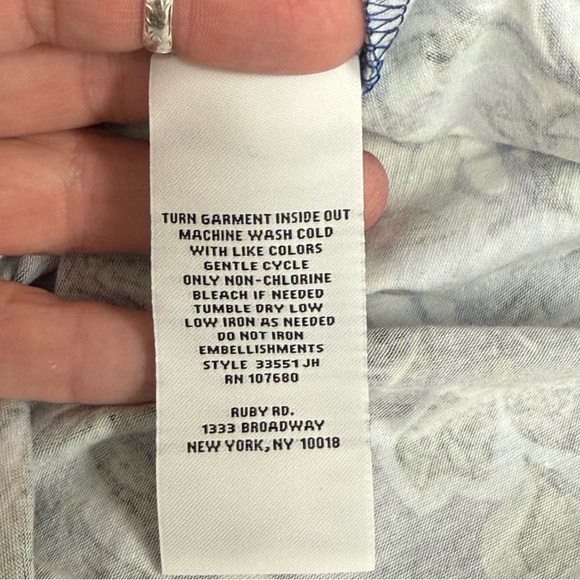 TURN GARMENT INSIDE OUT
MACHINE WASH COLD
WITH LIKE COLORS
GENTLE CYCLE
ONLY NON-CHLORINE
BLEACH IF NEEDED
TUMBLE DRY LOW
LOW IRON AS NEEDED
DO NOT IRON
EMBELLISHMENTS
STYLE 33551 JH
RN 107680
RUBY RD.
1333 BROADWAY
NEW YORK, NY 10018